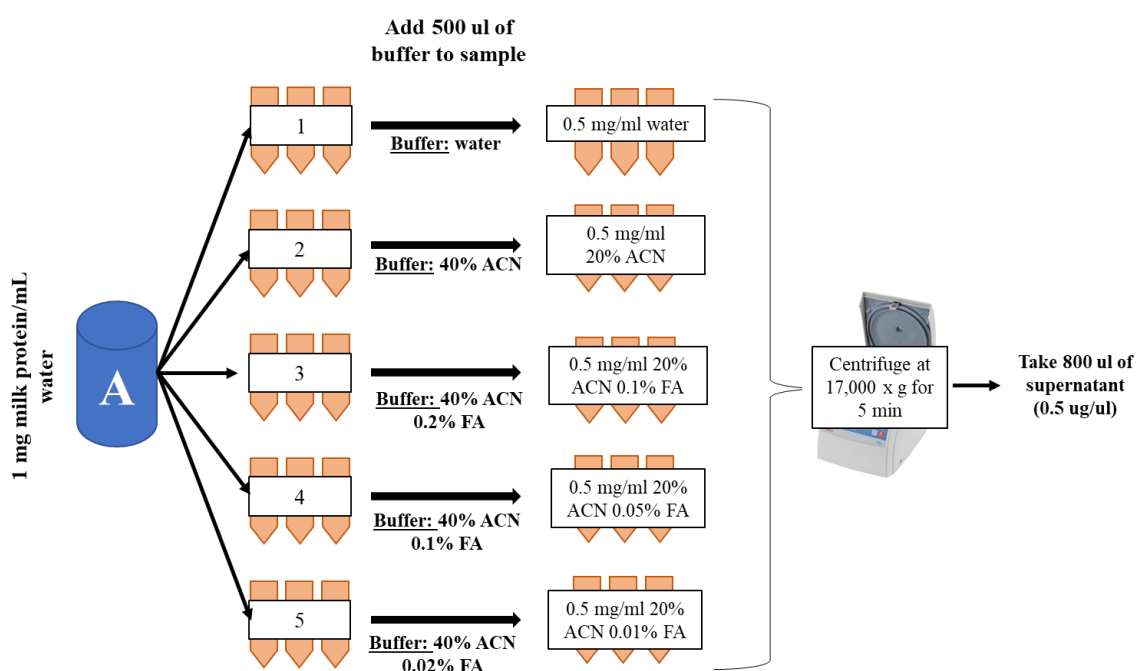 Add 500 ul of
buffer to sample
1 mg milk protein/mL
water
A
1
Buffer: water
0.5 mg/ml water
2
Buffer: 40% ACN
0.5 mg/ml
20% ACN
3
Buffer: 40% ACN
0.2% FA
0.5 mg/ml 20%
ACN 0.1% FA
4
Buffer: 40% ACN
0.1% FA
0.5 mg/ml 20%
ACN 0.05% FA
5
Buffer: 40% ACN
0.02% FA
0.5 mg/ml 20%
ACN 0.01% FA
Centrifuge at
17,000 x g for
5 min
Take 800 ul of
supernatant
(0.5 ug/ul)